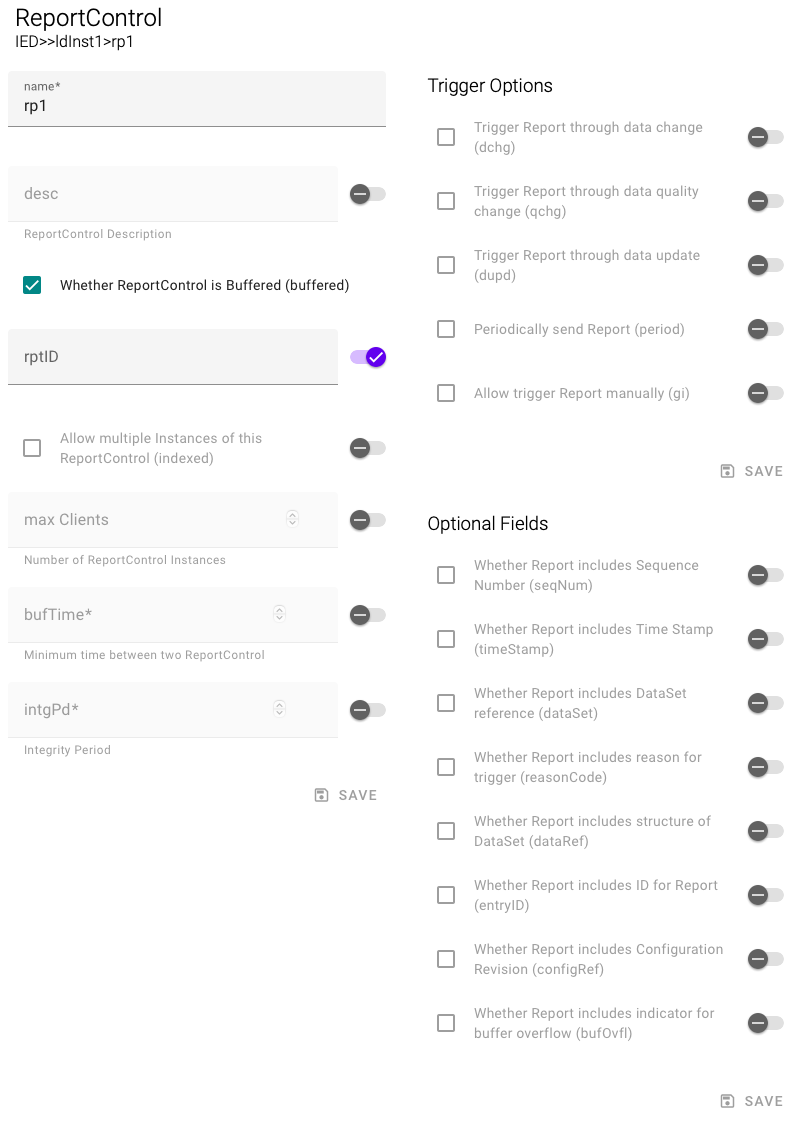 ReportControl
IED>>ldInst1>rp1
name*
rp1
desc
ReportControl Description
Whether ReportControl is Buffered (buffered)
rptID
Allow multiple Instances of this
ReportControl (indexed)
max Clients
Number of ReportControl Instances
bufTime*
Minimum time between two ReportControl
intgPd*
Integrity Period
SAVE
Trigger Options
Trigger Report through data change
(dchg)
Trigger Report through data quality
change (qchg)
Trigger Report through data update
(dupd)
Periodically send Report (period)
Allow trigger Report manually (gi)
SAVE
Optional Fields
Whether Report includes Sequence
Number (seqNum)
Whether Report includes Time Stamp
(timeStamp)
Whether Report includes DataSet
reference (dataSet)
Whether Report includes reason for
trigger (reasonCode)
Whether Report includes structure of
DataSet (dataRef)
Whether Report includes ID for Report
(entryID)
Whether Report includes Configuration
Revision (configRef)
Whether Report includes indicator for
buffer overflow (bufOvfl)
SAVE